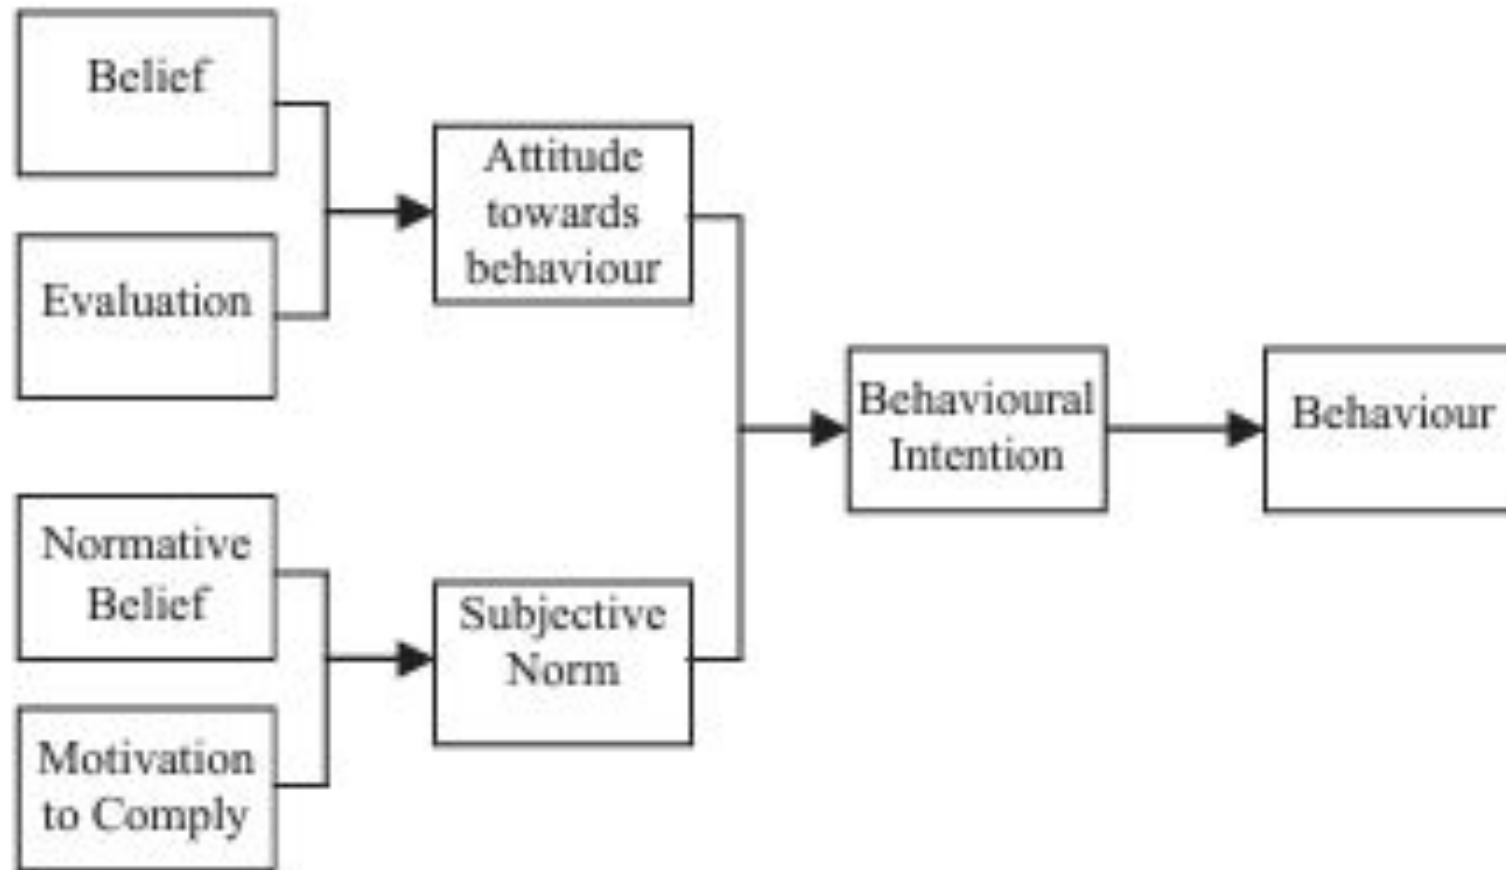 Belief
Evaluation
Attitude
towards
behaviour
Normative
Belief
Motivation
to Comply
Subjective
Norm
Behavioural
Intention
Behaviour